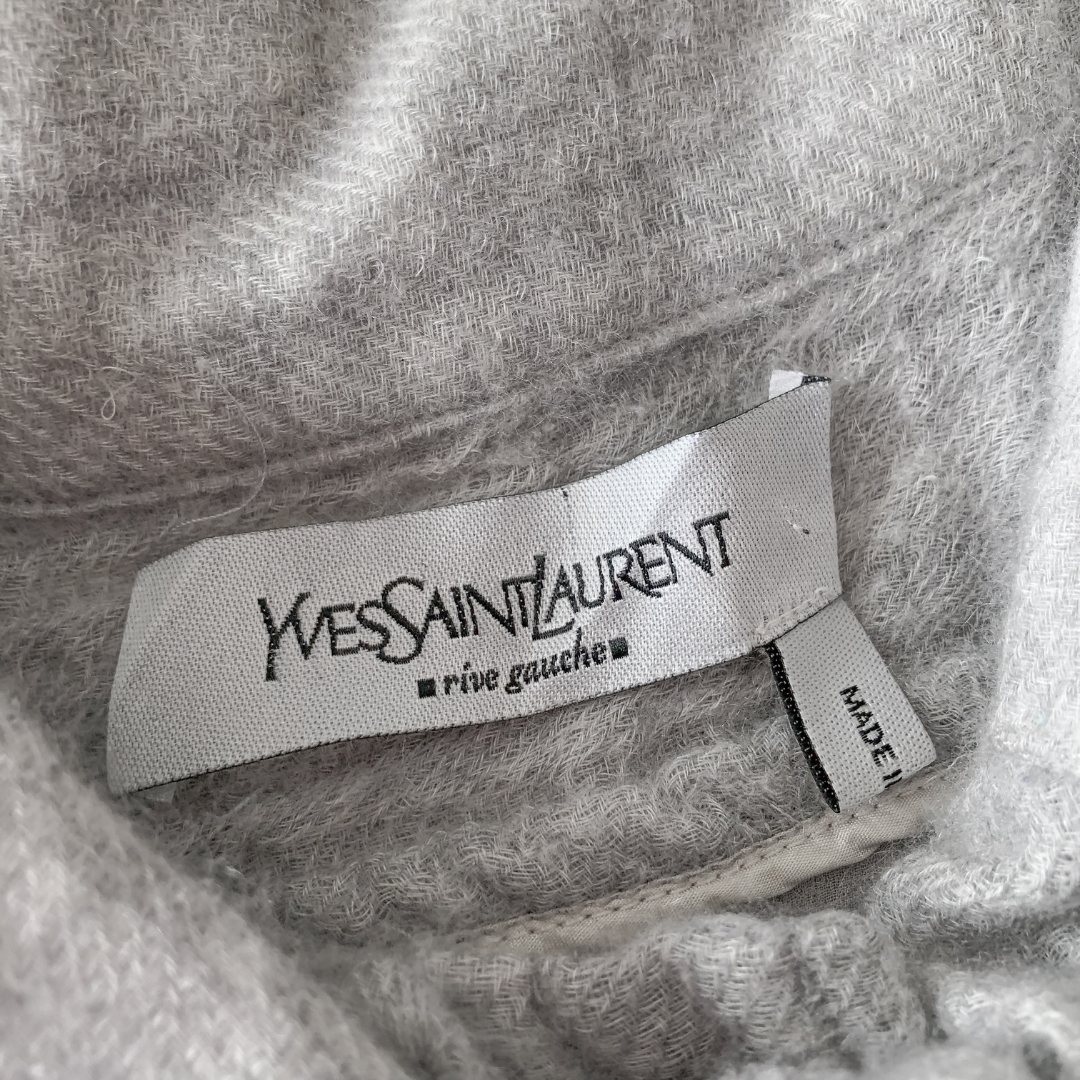 YVESSAINTLAURENT
rive gauche
MADE I